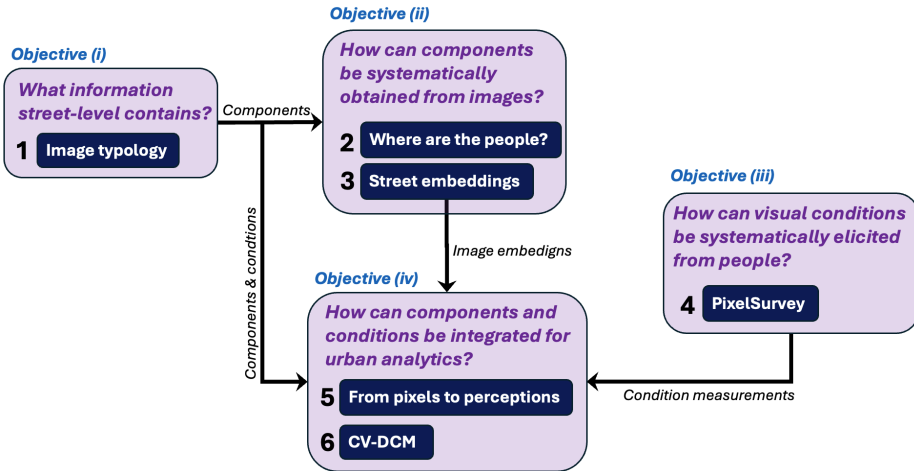 Objective (i)
What information
street-level contains?
1 Image typology
Components
Objective (ii)
How can components
be systematically
obtained from images?
2 Where are the people?
3 Street embeddings
Components & condtions
Image embedigns
Objective (iii)
How can visual conditions
be systematically elicited
from people?
4 PixelSurvey
Condition measurements
Objective (iv)
How can components and
conditions be integrated for
urban analytics?
5 From pixels to perceptions
6 CV-DCM